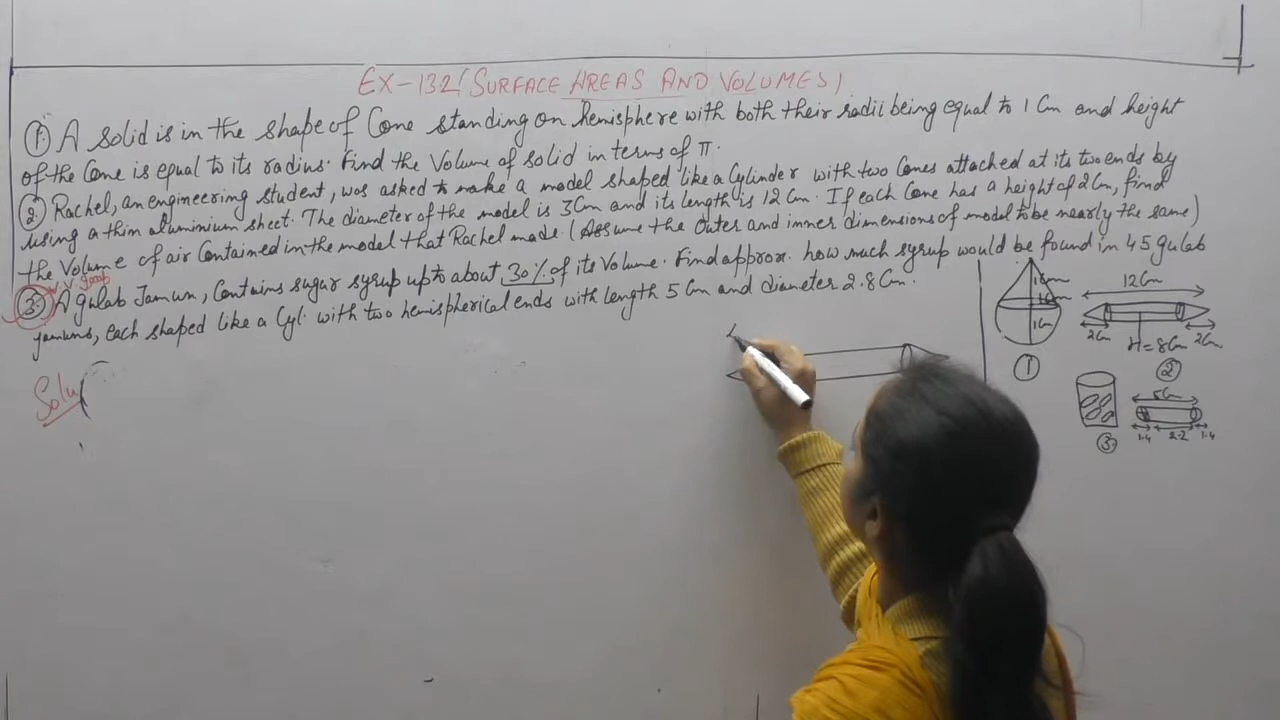 EX-132 (SURFACE AREAS AND VOLUMES)
① A solid is in the shape of Cone standing on hemisphere with both their radii being equal to 1 Cm and height
of the Cone is equal to its radius. Find the Volume of solid in terms of π.
② Rachel, an engineering student, was asked to make a model shaped like a Cylinder with two Cones attached at its two ends by
using a thin aluminium sheet. The diameter of the model is 3 Cm and its length is 12 Cm. If each Cone has a height of 2 Cm, find
the Volume of air Contained in the model that Rachel made. (Assume the Outer and inner dimensions of model to be nearly the same)
③ A gulab Jamun, Contains sugar syrup up to about 30% of its Volume. Find approx. how much syrup would be found in 45 gulab
jamuns, each shaped like a Cyl. with two hemispherical ends with length 5 Cm and diameter 2.8 Cm.
Solu
1Cm
1Cm
1Cm
①
12 Cm
2Cm
H=8Cm
2Cm
②
5Cm
1.4
2.2
1.4
③